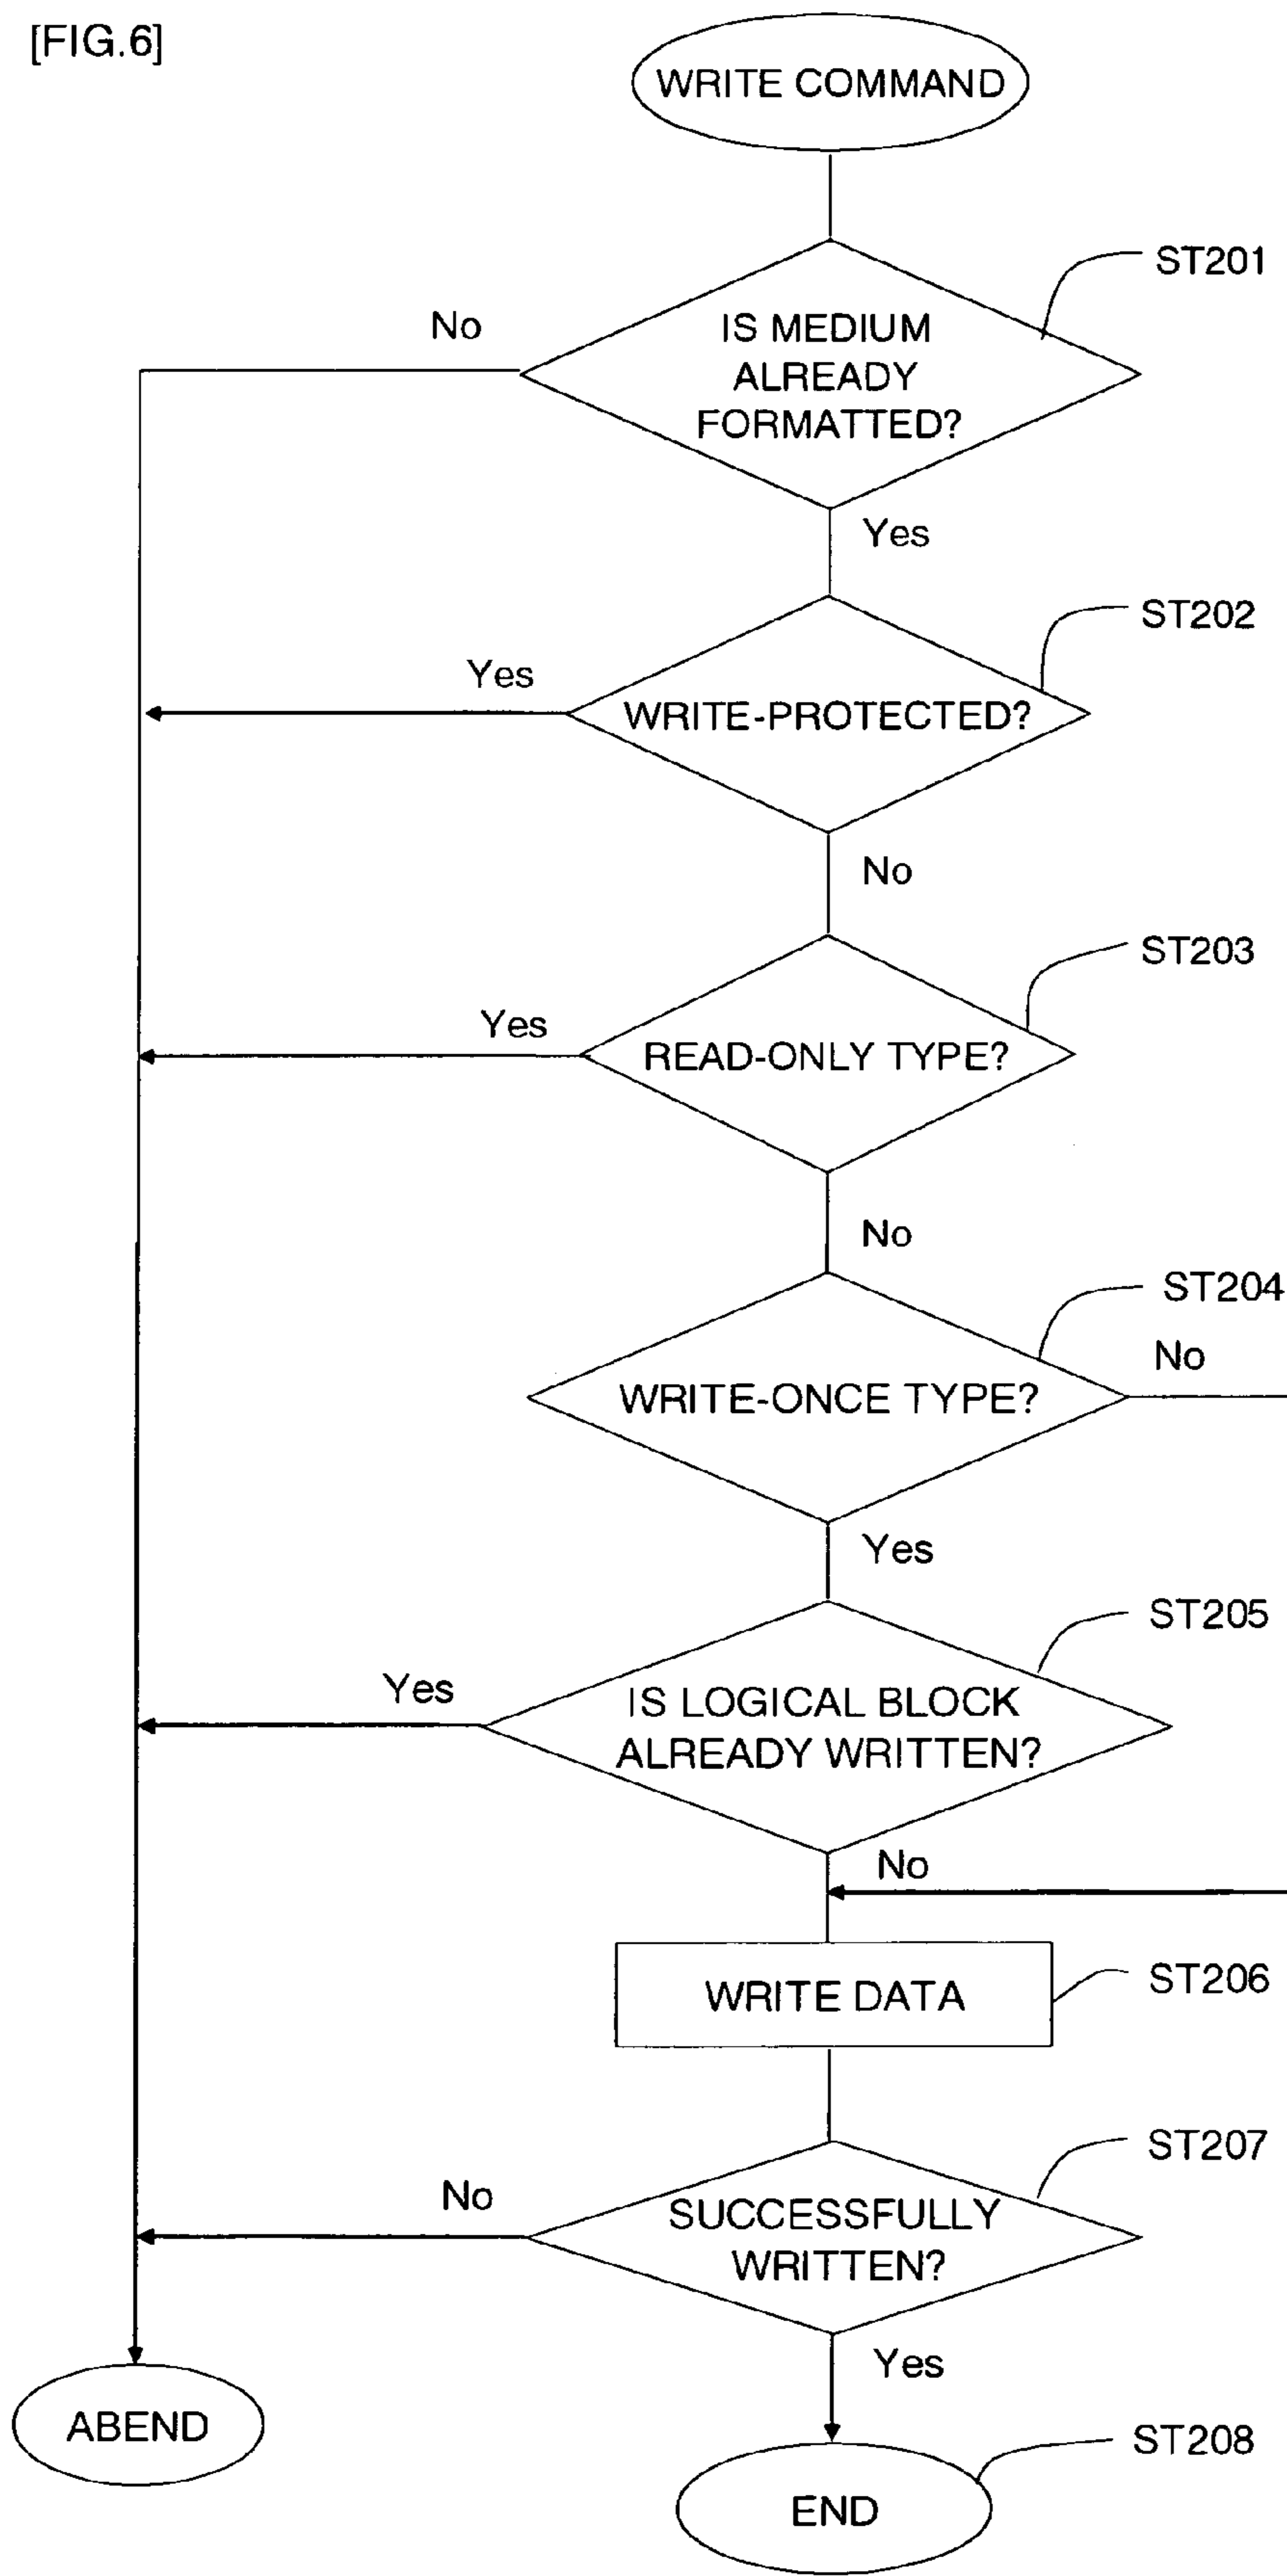 [FIG.6]
WRITE COMMAND
ST201
No
IS MEDIUM
ALREADY
FORMATTED?
Yes
ST202
Yes
WRITE-PROTECTED?
No
ST203
Yes
READ-ONLY TYPE?
No
ST204
No
WRITE-ONCE TYPE?
Yes
ST205
Yes
IS LOGICAL BLOCK
ALREADY WRITTEN?
No
WRITE DATA
ST206
ST207
No
SUCCESSFULLY
WRITTEN?
Yes
ABEND
ST208
END